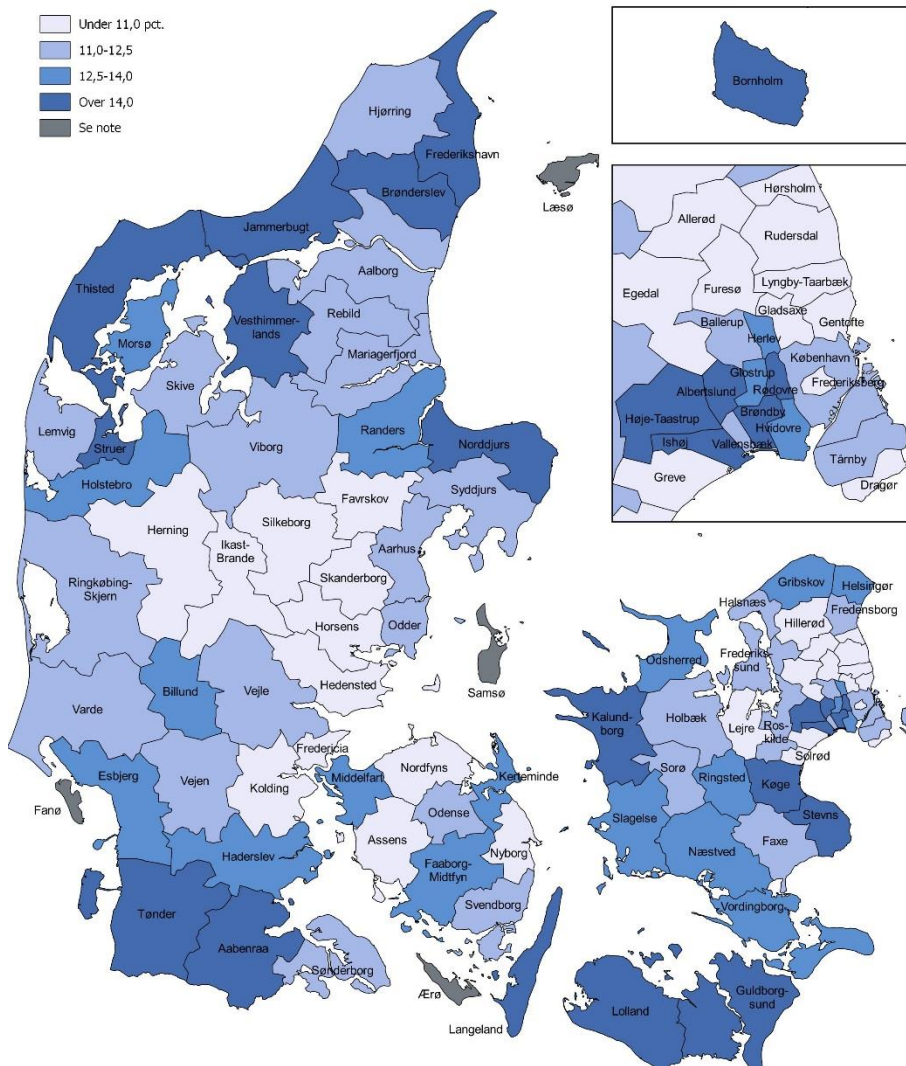 Under 11,0 pct.
11,0-12,5
12,5-14,0
Over 14,0
Se note
Bornholm
Hjørring
Frederikshavn
Brønderslev
Læsø
Jammerbugt
Aalborg
Thisted
Vesthimmer-
lands
Rebild
Morsø
Mariagerfjord
Skive
Lemvig
Struer
Viborg
Randers
Norddjurs
Holstebro
Syddjurs
Favrskov
Herning
Silkeborg
Ikast-
Brande
Aarhus
Skanderborg
Ringkøbing-
Skjern
Horsens
Odder
Samsø
Hedensted
Billund
Vejle
Varde
Fredericia
Esbjerg
Vejen
Kolding
Middelfart
Nordfyns
Kerteminde
Fanø
Odense
Assens
Nyborg
Haderslev
Faaborg-
Midtfyn
Svendborg
Tønder
Aabenraa
Sønderborg
Ærø
Langeland
Hørsholm
Allerød
Rudersdal
Egedal
Furesø
Lyngby-Taarbæk
Gladsaxe
Gentofte
Ballerup
Herlev
København
Glostrup
Frederiksberg
Albertslund
Rødovre
Høje-Taastrup
Brøndby
Hvidovre
Ishøj
Vallensbæk
Tårnby
Greve
Dragør
Gribskov
Helsingør
Halsnæs
Fredensborg
Hillerød
Odsherred
Frederiks-
sund
Kalund-
borg
Holbæk
Lejre
Ros-
kilde
Solrød
Sorø
Ringsted
Køge
Stevns
Slagelse
Faxe
Næstved
Vordingborg
Guldborg-
sund
Lolland